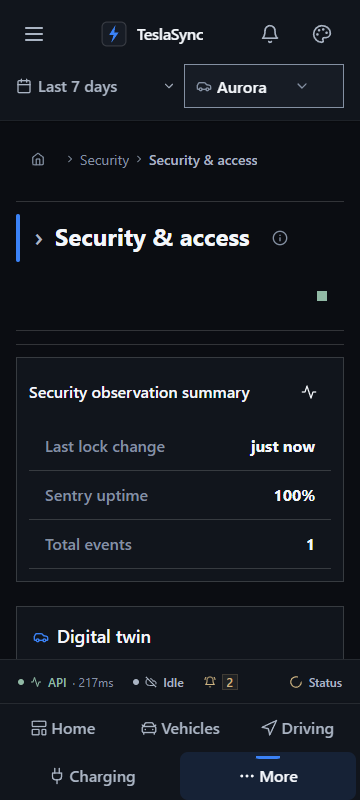 TeslaSync
Last 7 days
Aurora
Security
Security & access
Security & access
Security observation summary
Last lock change just now
Sentry uptime 100%
Total events 1
Digital twin
API · 217ms Idle 2 Status
Home Vehicles Driving
Charging More